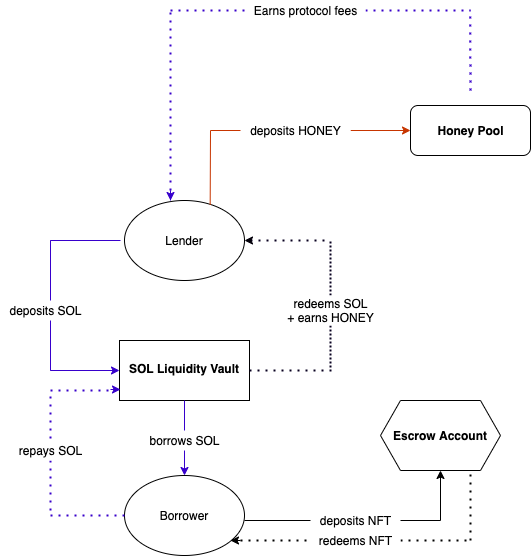 Earns protocol fees
deposits HONEY
Honey Pool
Lender
deposits SOL
redeems SOL
+ earns HONEY
SOL Liquidity Vault
Escrow Account
borrows SOL
repays SOL
Borrower
deposits NFT
redeems NFT